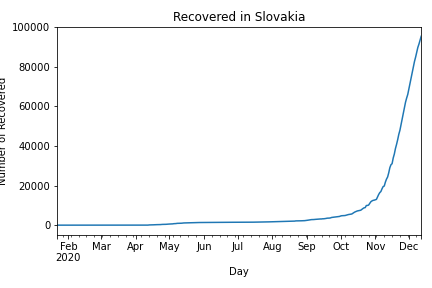 Recovered in Slovakia
Number of Recovered
100000
80000
60000
40000
20000
0
Feb Mar Apr May Jun Jul Aug Sep Oct Nov Dec
2020
Day